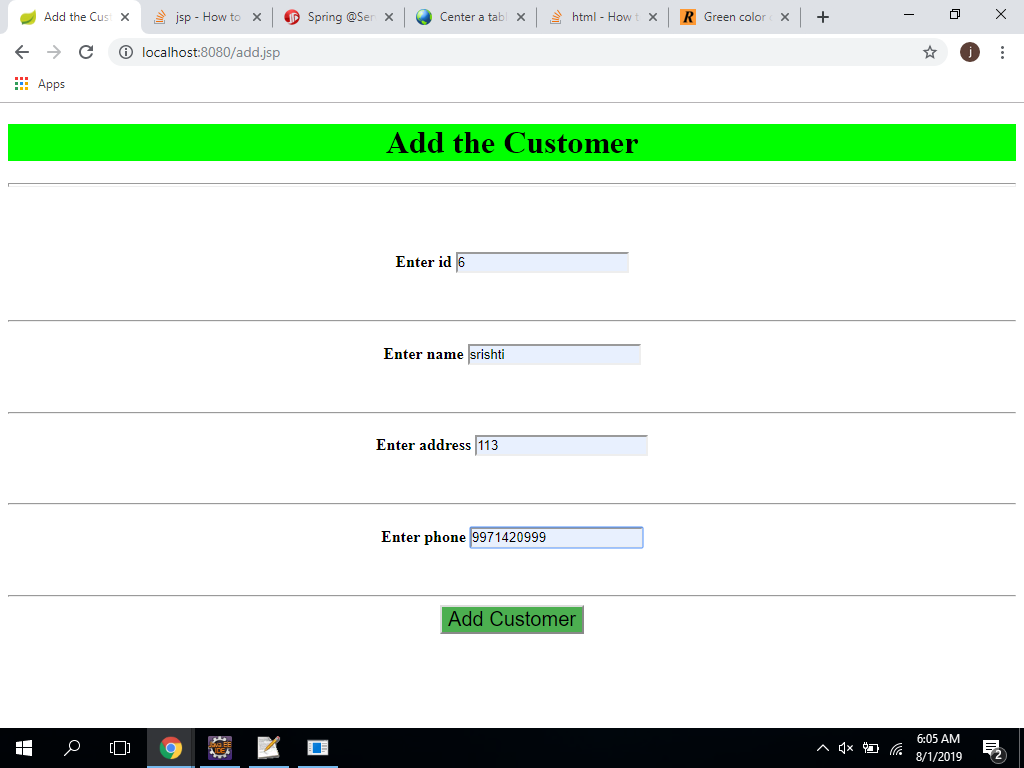 Add the Cus
jsp - How to
Spring @Ser
Center a tab
html - How t
Green color
localhost:8080/add.jsp
j
Apps
Add the Customer
Enter id 6
Enter name srishti
Enter address 113
Enter phone 9971420999
Add Customer
6:05 AM
8/1/2019
2